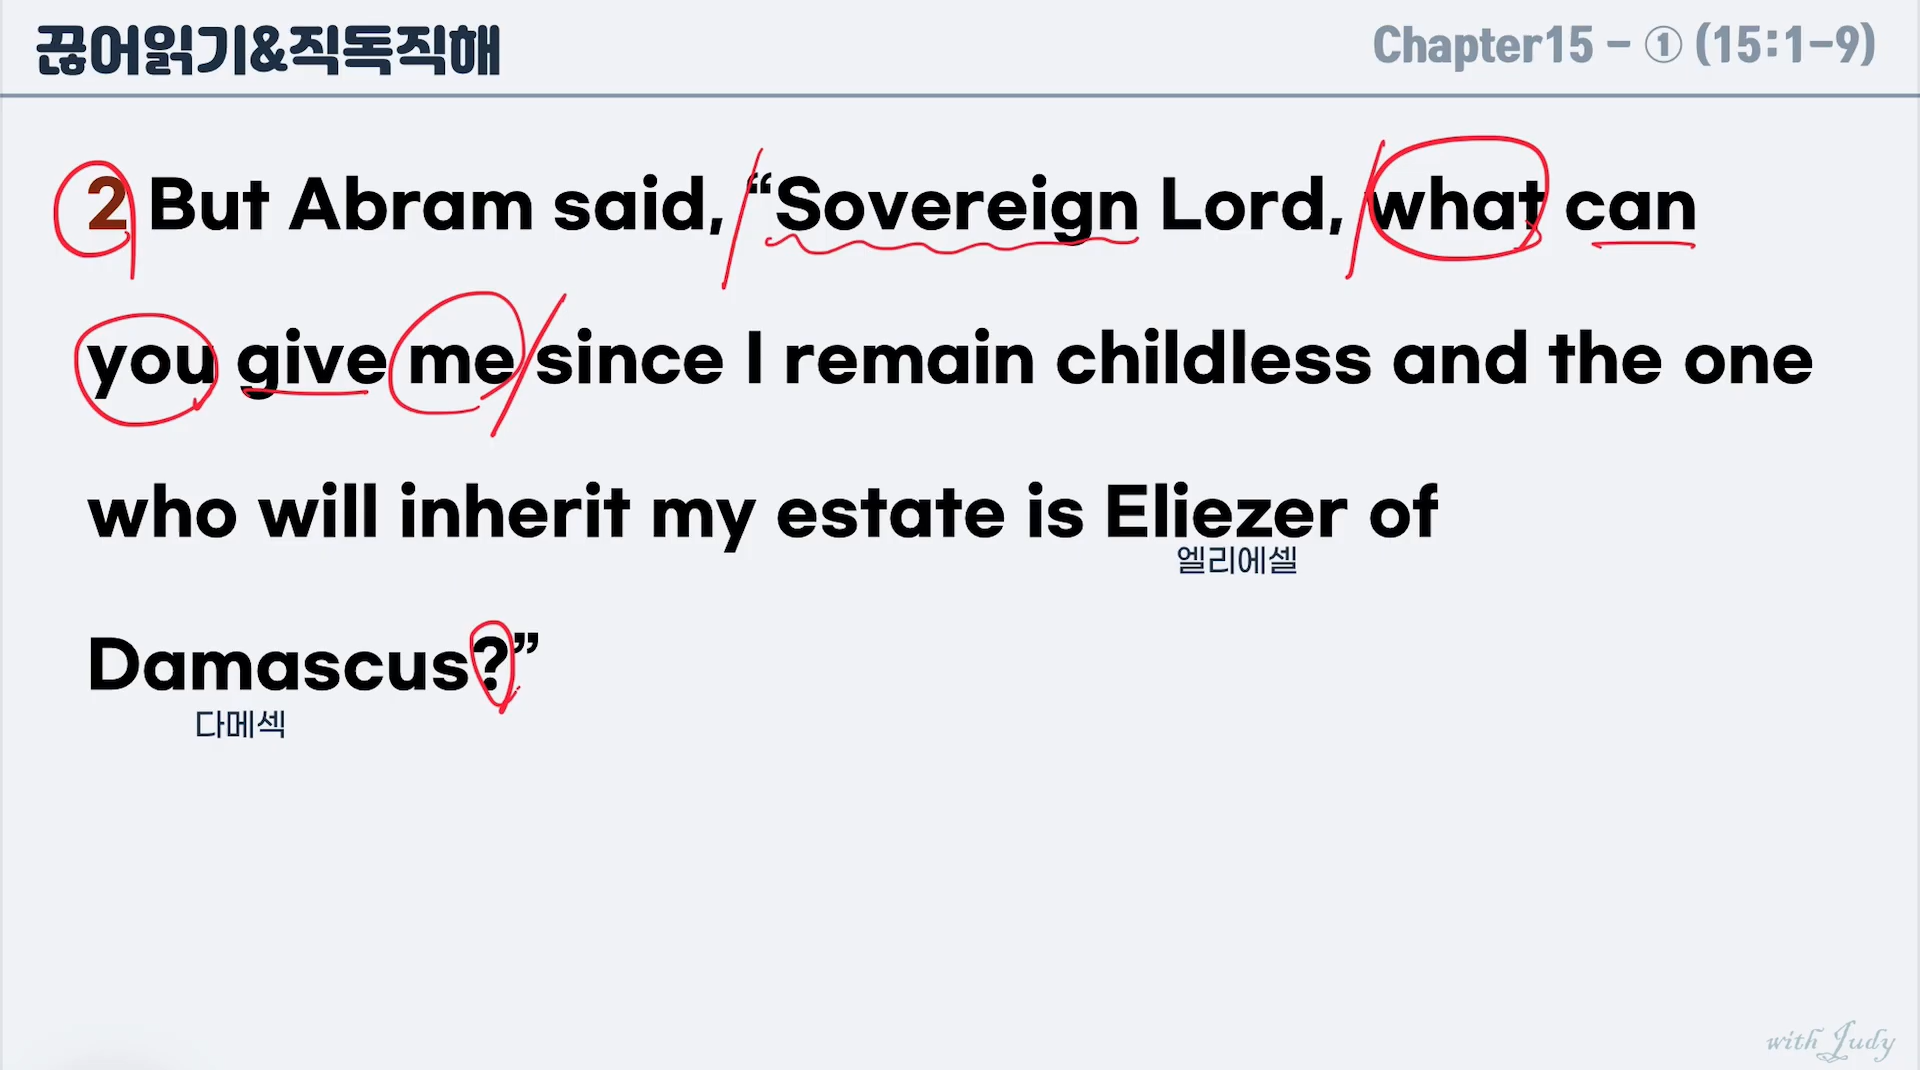 끊어읽기&직독직해
Chapter15 – ① (15:1–9)
2 But Abram said, “Sovereign Lord, what can
you give me since I remain childless and the one
who will inherit my estate is Eliezer of
엘리에셀
Damascus?”
다메섹
with Judy